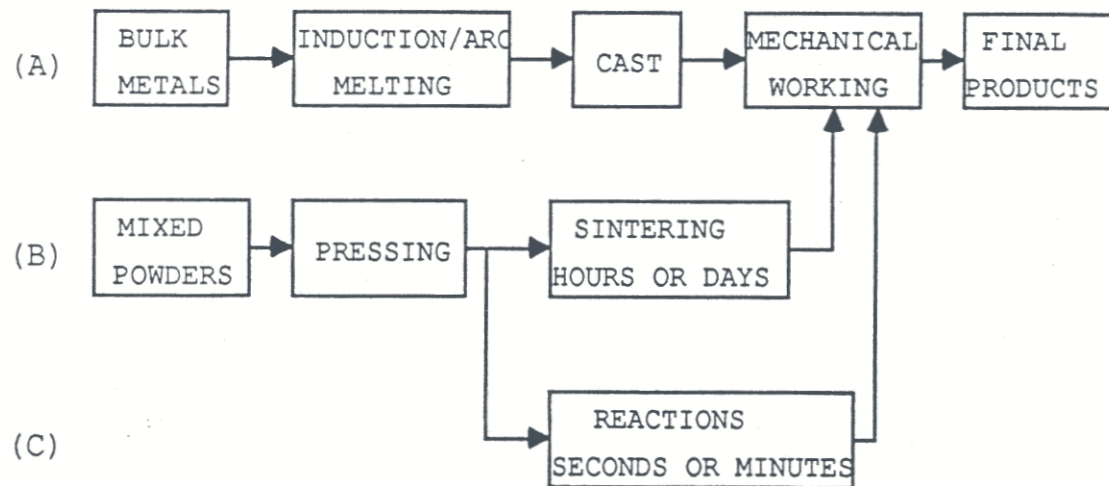 (A)
BULK
METALS
INDUCTION/ARC
MELTING
CAST
MECHANICAL
WORKING
FINAL
PRODUCTS
(B)
MIXED
POWDERS
PRESSING
SINTERING
HOURS OR DAYS
(C)
REACTIONS
SECONDS OR MINUTES